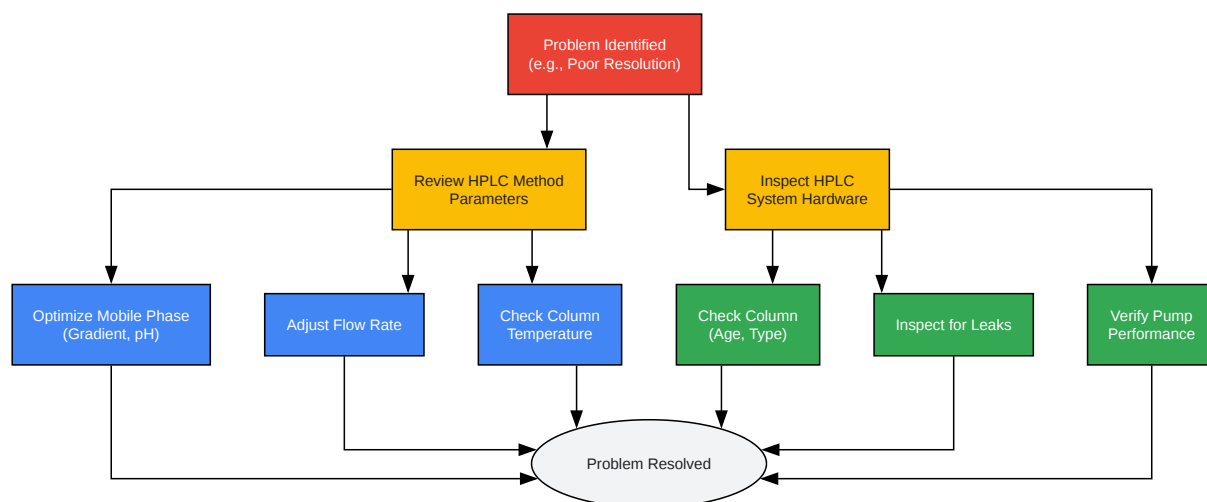 Problem Identified
(e.g., Poor Resolution)
Review HPLC Method
Parameters
Inspect HPLC
System Hardware
Optimize Mobile Phase
(Gradient, pH)
Adjust Flow Rate
Check Column
Temperature
Check Column
(Age, Type)
Inspect for Leaks
Verify Pump
Performance
Problem Resolved